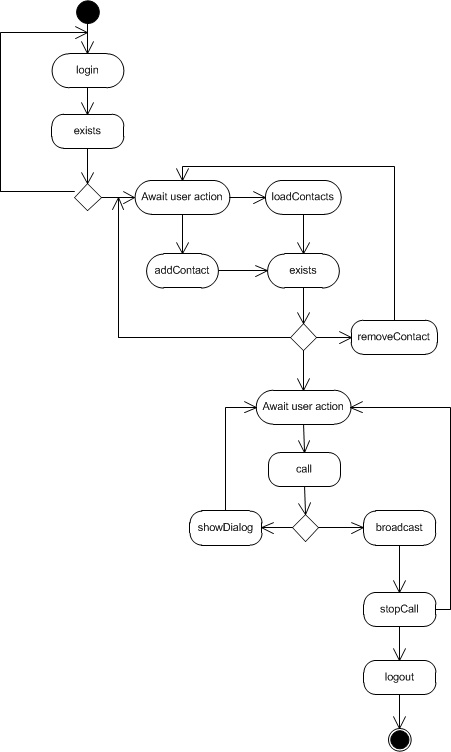 login
exists
Await user action
loadContacts
addContact
exists
removeContact
Await user action
call
showDialog
broadcast
stopCall
logout